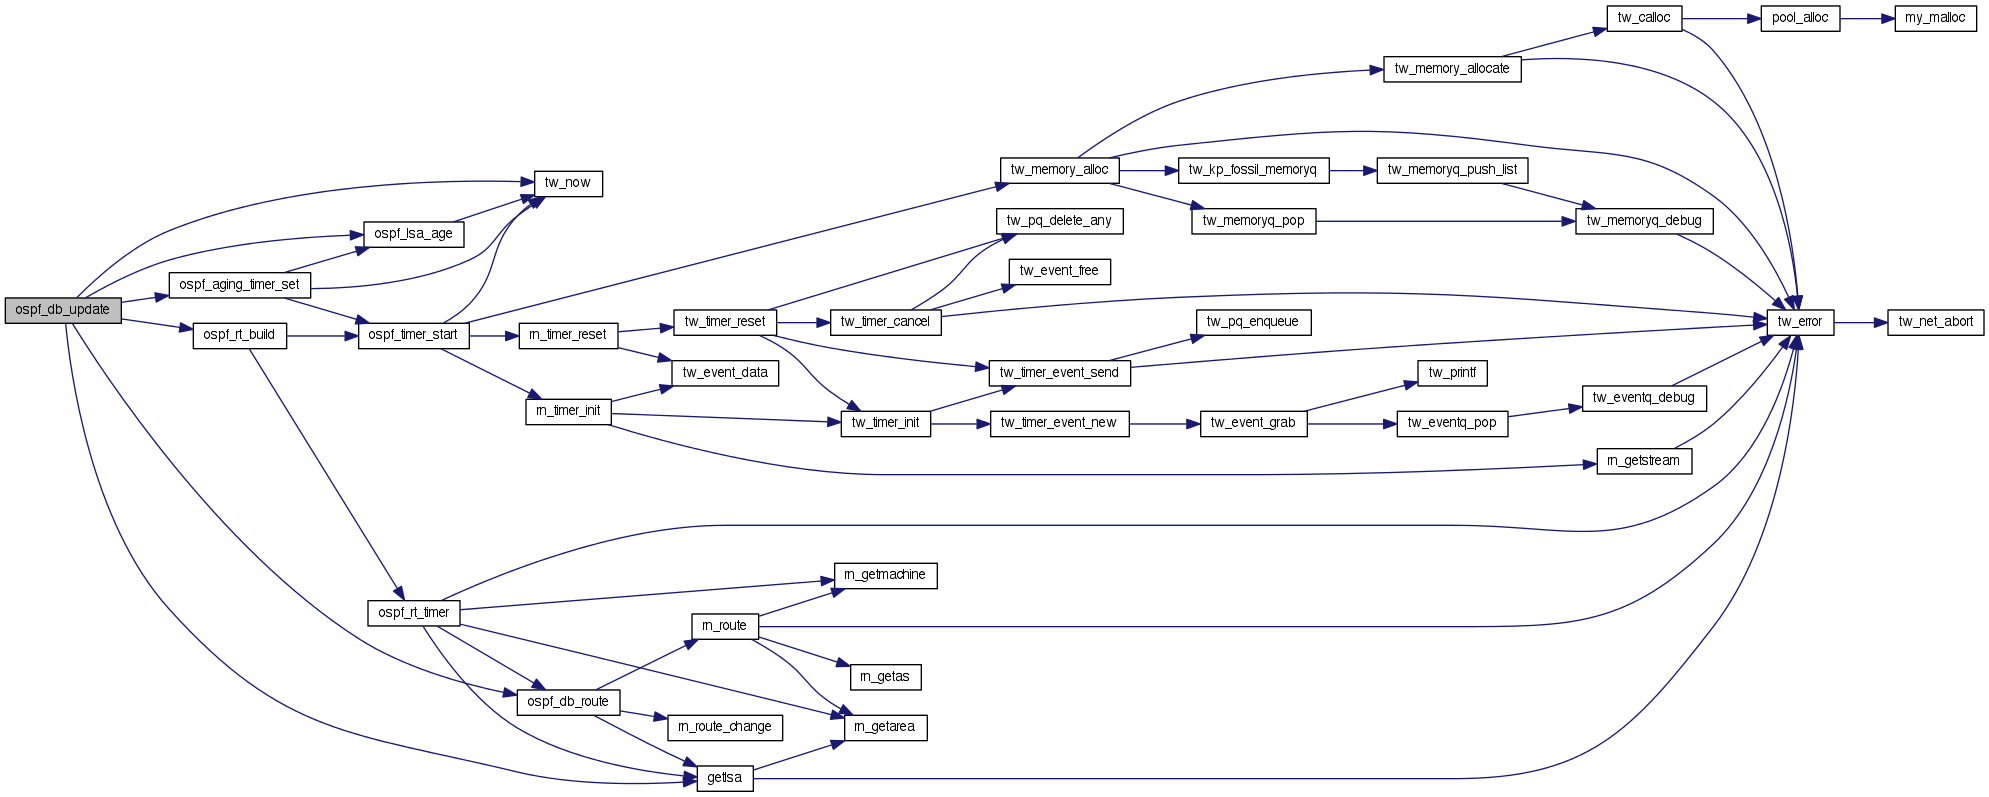 tw_calloc
pool_alloc
my_malloc
tw_memory_allocate
tw_memory_alloc
tw_kp_fossil_memoryq
tw_memoryq_push_list
tw_now
tw_memoryq_pop
tw_memoryq_debug
tw_pq_delete_any
ospf_lsa_age
tw_event_free
ospf_aging_timer_set
ospf_db_update
ospf_rt_build
ospf_timer_start
rn_timer_reset
tw_timer_reset
tw_timer_cancel
tw_pq_enqueue
tw_error
tw_net_abort
tw_event_data
tw_timer_event_send
tw_printf
tw_eventq_debug
rn_timer_init
tw_timer_init
tw_timer_event_new
tw_event_grab
tw_eventq_pop
rn_getstream
rn_getmachine
ospf_rt_timer
rn_route
rn_getas
ospf_db_route
rn_route_change
rn_getarea
getlsa